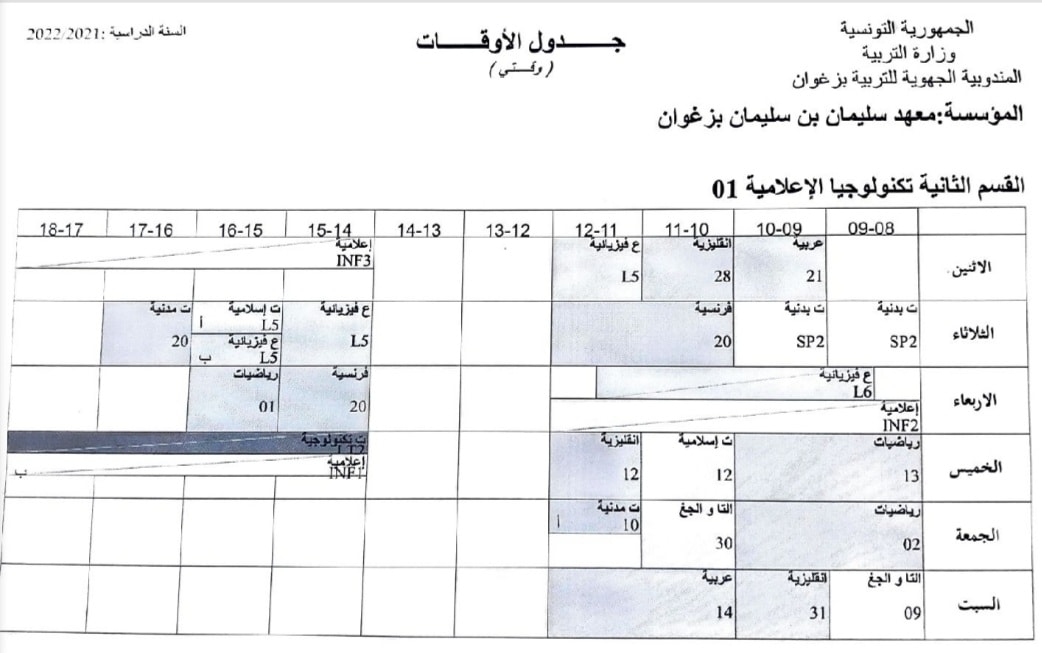 الجمهورية التونسية
وزارة التربية
المندوبية الجهوية للتربية بزغوان
المؤسسة:معهد سليمان بن سليمان بزغوان
جـــــدول الأوقـــــات
(وقـــتي)
السنة الدراسية :2022/2021
القسم الثانية تكنولوجيا الإعلامية 01
09-08 10-09 11-10 12-11 13-12 14-13 15-14 16-15 17-16 18-17
الاثنين
عربية
21
انقليزية
28
ع فيزيائية
L5
إعلامية
INF3
الثلاثاء
ت بدنية
SP2
ت بدنية
SP2
فرنسية
20
ع فيزيائية
L5
ت إسلامية
أ L5
ع فيزيائية
ب L5
ت مدنية
20
الاربعاء
ع فيزيائية
L6
إعلامية
INF2
فرنسية
20
رياضيات
01
الخميس
رياضيات
13
ت إسلامية
12
انقليزية
12
ت تكنولوجية
LT2
إعلامية
INF1 ب
الجمعة
رياضيات
02
التا و الجغ
30
ت مدنية
10 أ
السبت
التا و الجغ
09
انقليزية
31
عربية
14